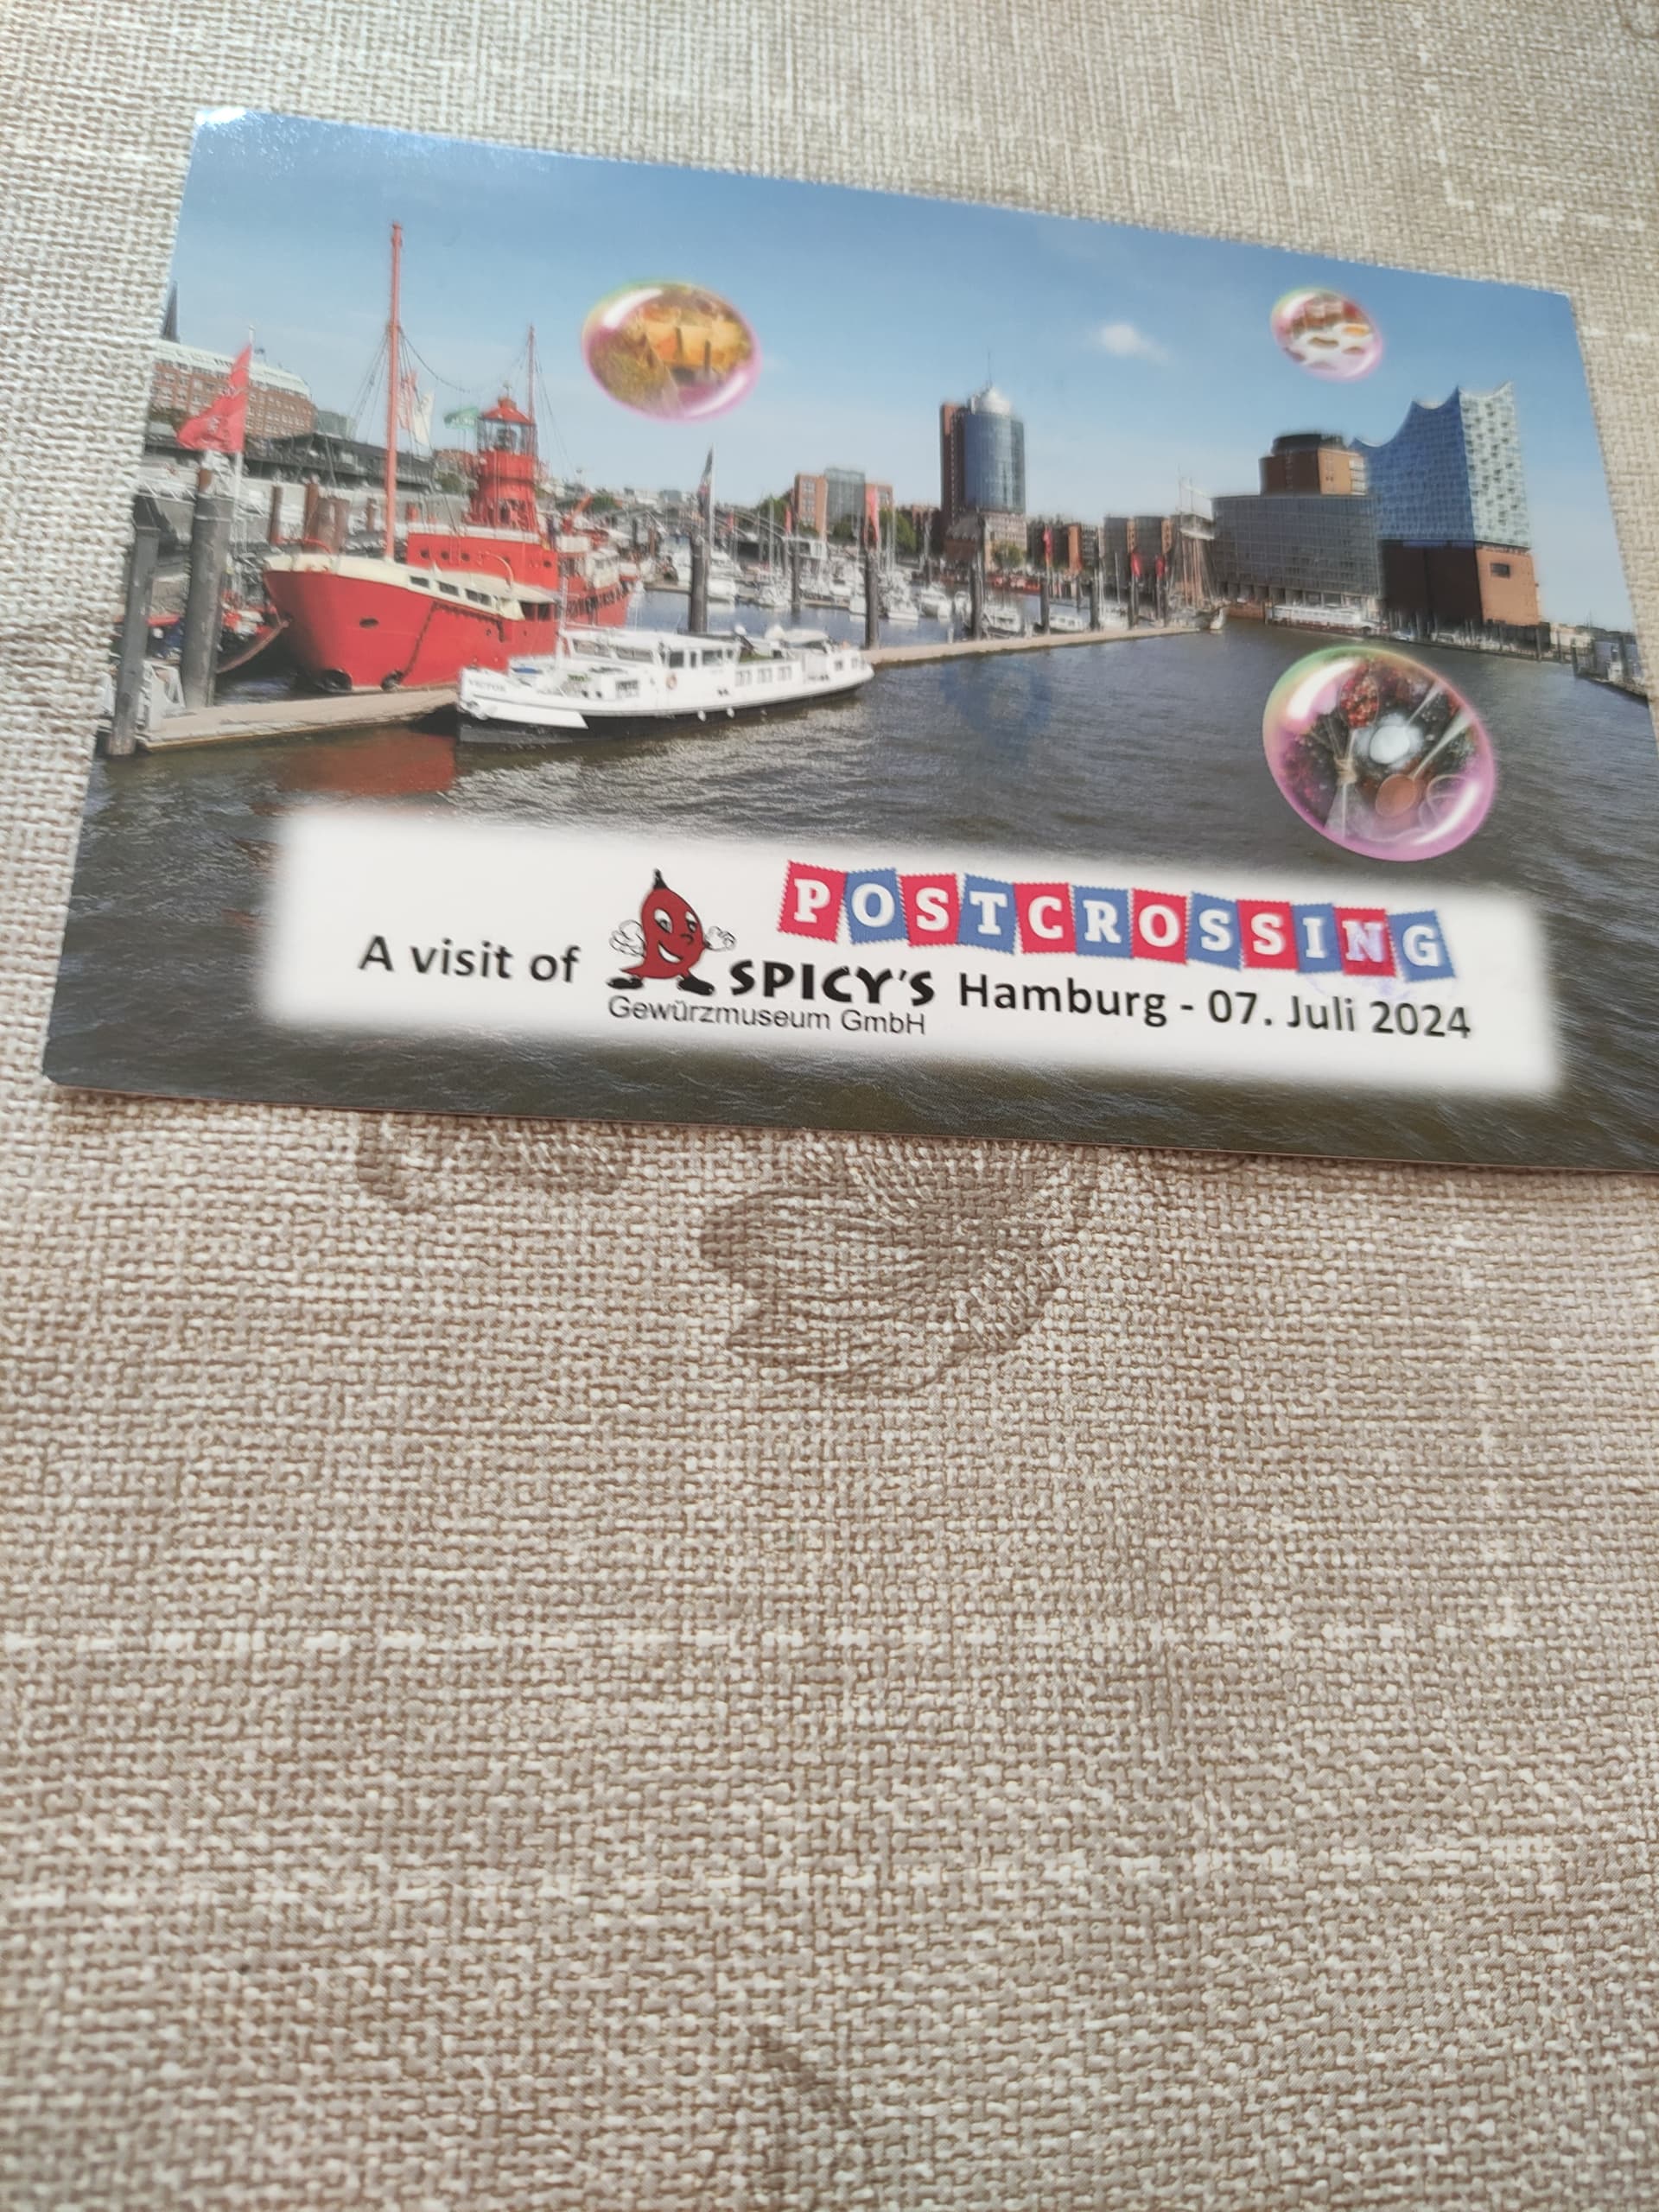 POSTCROSSING
A visit of SPICY'S Hamburg - 07. Juli 2024
Gewürzmuseum GmbH